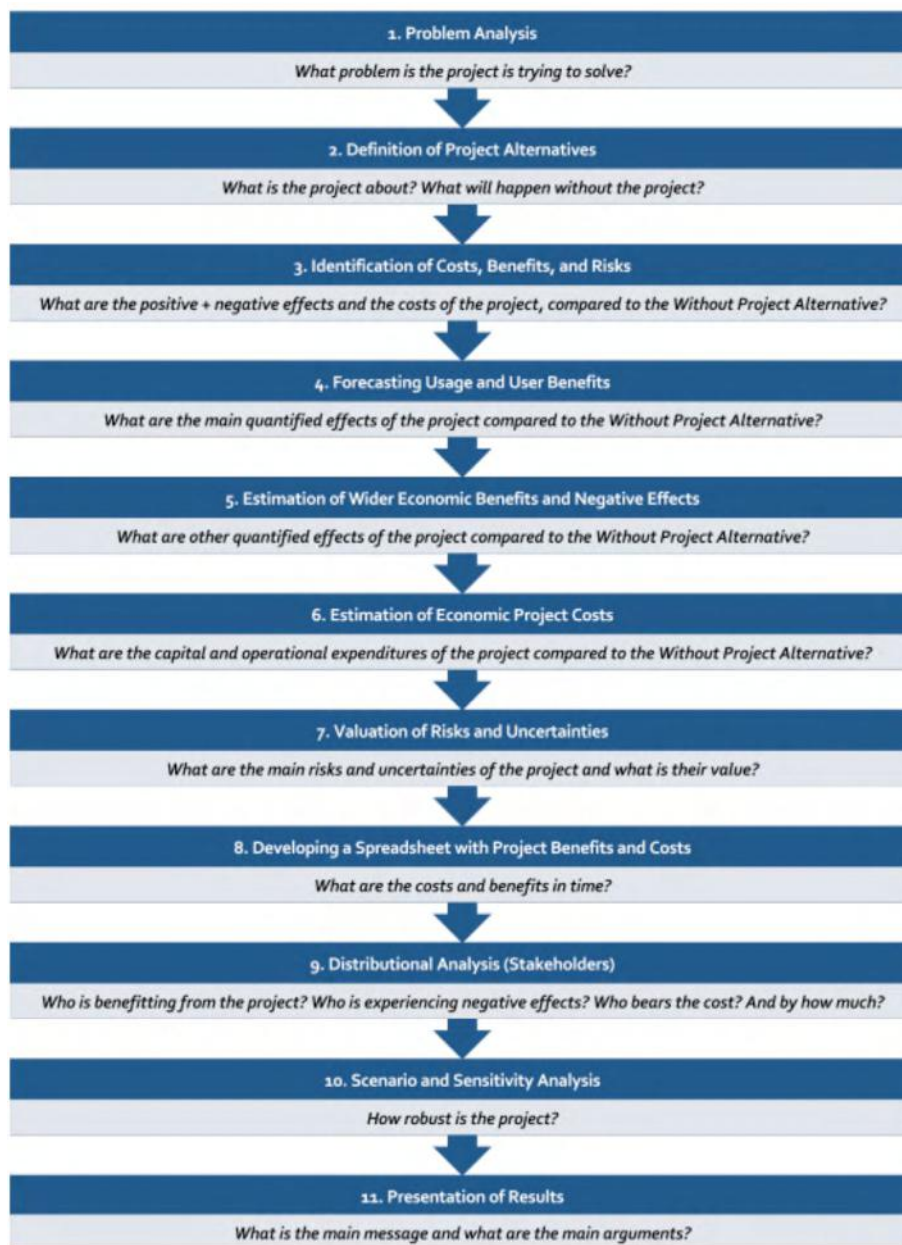 1. Problem Analysis
What problem is the project is trying to solve?
2. Definition of Project Alternatives
What is the project about? What will happen without the project?
3. Identification of Costs, Benefits, and Risks
What are the positive + negative effects and the costs of the project, compared to the Without Project Alternative?
4. Forecasting Usage and User Benefits
What are the main quantified effects of the project compared to the Without Project Alternative?
5. Estimation of Wider Economic Benefits and Negative Effects
What are other quantified effects of the project compared to the Without Project Alternative?
6. Estimation of Economic Project Costs
What are the capital and operational expenditures of the project compared to the Without Project Alternative?
7. Valuation of Risks and Uncertainties
What are the main risks and uncertainties of the project and what is their value?
8. Developing a Spreadsheet with Project Benefits and Costs
What are the costs and benefits in time?
9. Distributional Analysis (Stakeholders)
Who is benefitting from the project? Who is experiencing negative effects? Who bears the cost? And by how much?
10. Scenario and Sensitivity Analysis
How robust is the project?
11. Presentation of Results
What is the main message and what are the main arguments?